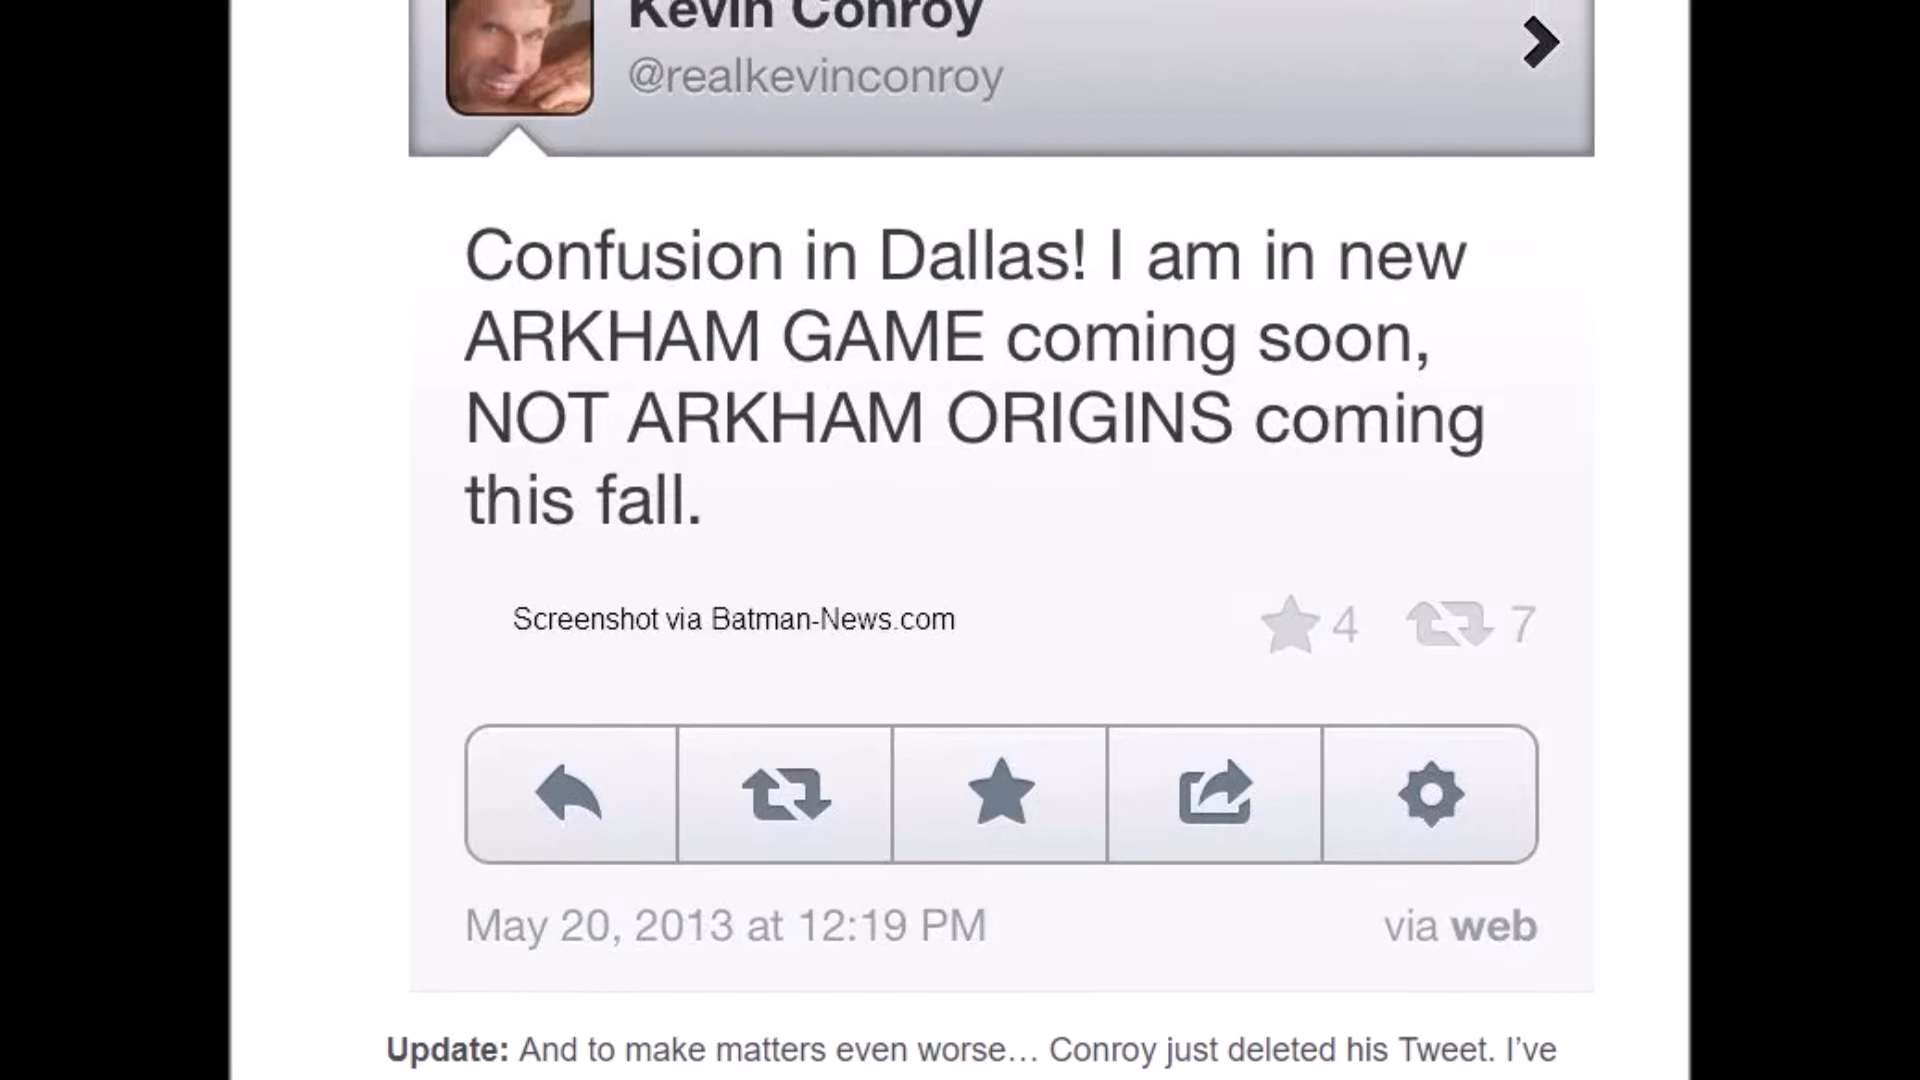 Kevin Conroy
@realkevinconroy
Confusion in Dallas! I am in new
ARKHAM GAME coming soon,
NOT ARKHAM ORIGINS coming
this fall.
Screenshot via Batman-News.com
4 7
May 20, 2013 at 12:19 PM via web
Update: And to make matters even worse… Conroy just deleted his Tweet. I’ve